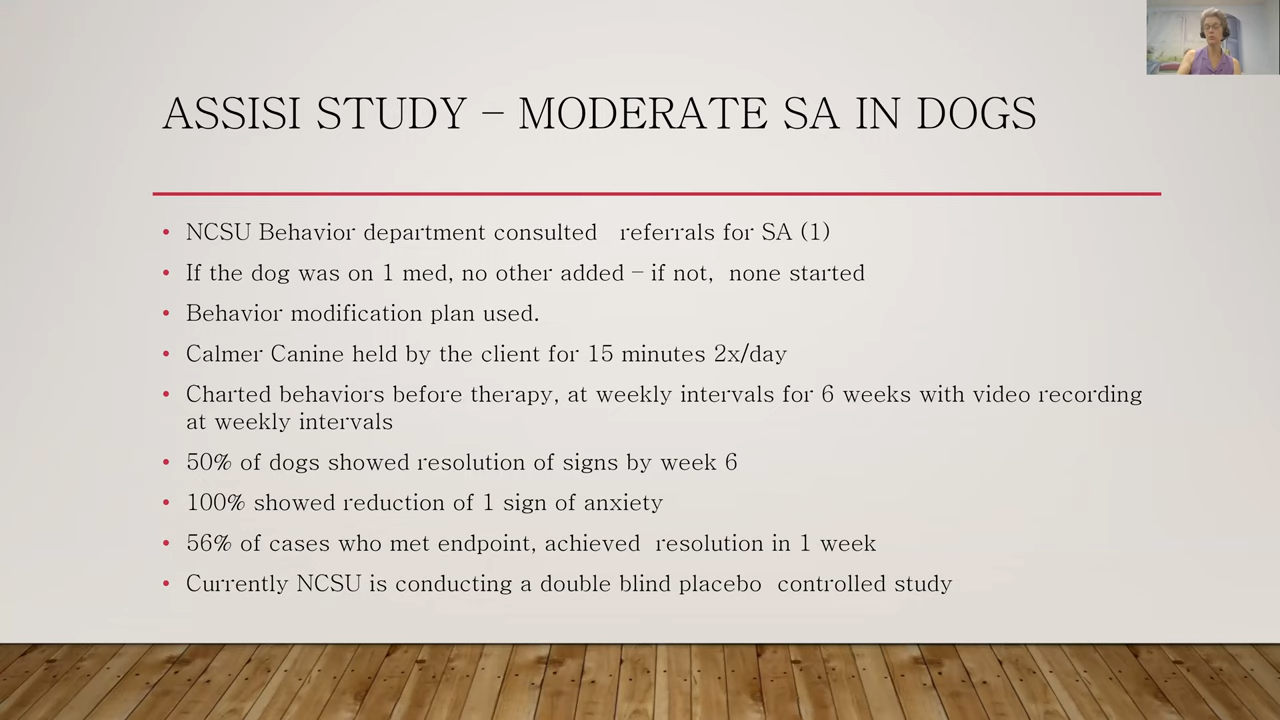 ASSISI STUDY – MODERATE SA IN DOGS
• NCSU Behavior department consulted   referrals for SA (1)
• If the dog was on 1 med, no other added – if not,  none started
• Behavior modification plan used.
• Calmer Canine held by the client for 15 minutes 2x/day
• Charted behaviors before therapy, at weekly intervals for 6 weeks with video recording
at weekly intervals
• 50% of dogs showed resolution of signs by week 6
• 100% showed reduction of 1 sign of anxiety
• 56% of cases who met endpoint, achieved  resolution in 1 week
• Currently NCSU is conducting a double blind placebo  controlled study